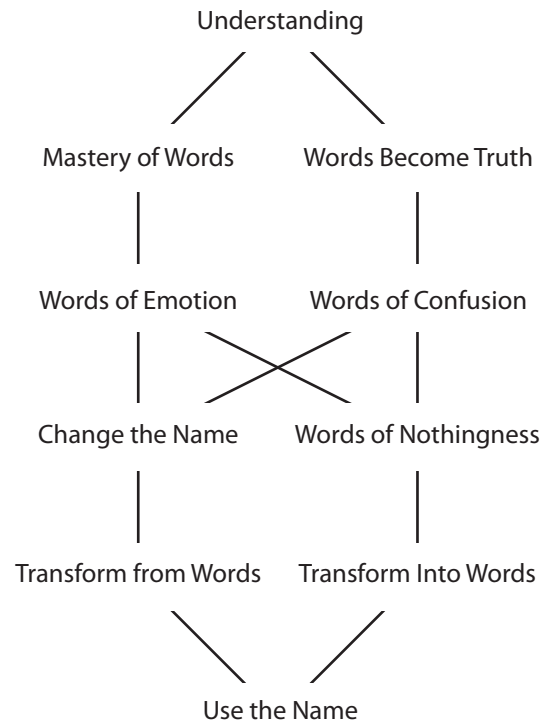 Understanding
Mastery of Words
Words Become Truth
Words of Emotion
Words of Confusion
Change the Name
Words of Nothingness
Transform from Words
Transform Into Words
Use the Name